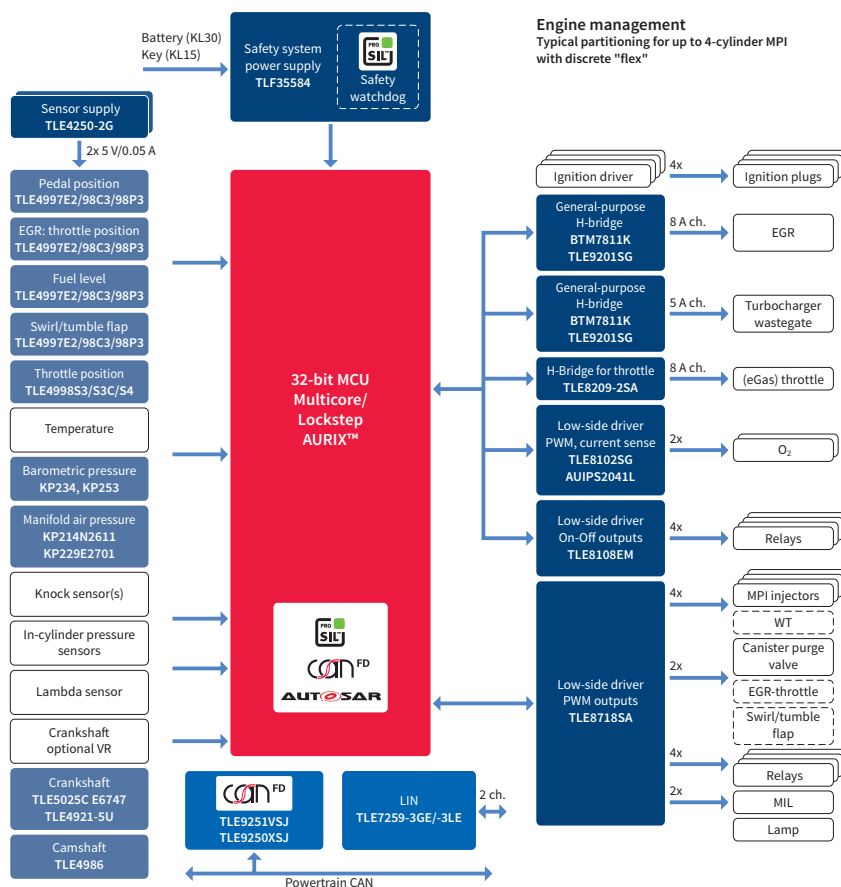 Engine management
Typical partitioning for up to 4-cylinder MPI
with discrete "flex"
Battery (KL30)
Key (KL15)
Safety system
power supply
TLF35584
PRO
SIL
Safety
watchdog
Sensor supply
TLE4250-2G
2x 5 V/0.05 A
Pedal position
TLE4997E2/98C3/98P3
EGR: throttle position
TLE4997E2/98C3/98P3
Fuel level
TLE4997E2/98C3/98P3
Swirl/tumble flap
TLE4997E2/98C3/98P3
Throttle position
TLE4998S3/S3C/S4
Temperature
Barometric pressure
KP234, KP253
Manifold air pressure
KP214N2611
KP229E2701
Knock sensor(s)
In-cylinder pressure
sensors
Lambda sensor
Crankshaft
optional VR
Crankshaft
TLE5025C E6747
TLE4921-5U
Camshaft
TLE4986
32-bit MCU
Multicore/
Lockstep
AURIX™
PRO
SIL
CAN FD
AUTOSAR
CAN FD
TLE9251VSJ
TLE9250XSJ
LIN
TLE7259-3GE/-3LE
2 ch.
Powertrain CAN
Ignition driver
4x
Ignition plugs
General-purpose
H-bridge
BTM7811K
TLE9201SG
8 A ch.
EGR
General-purpose
H-bridge
BTM7811K
TLE9201SG
5 A ch.
Turbocharger
wastegate
H-Bridge for throttle
TLE8209-2SA
8 A ch.
(eGas) throttle
Low-side driver
PWM, current sense
TLE8102SG
AUIPS2041L
2x
O₂
Low-side driver
On-Off outputs
TLE8108EM
4x
Relays
Low-side driver
PWM outputs
TLE8718SA
4x
MPI injectors
WT
2x
Canister purge
valve
EGR-throttle
Swirl/tumble
flap
4x
Relays
2x
MIL
Lamp